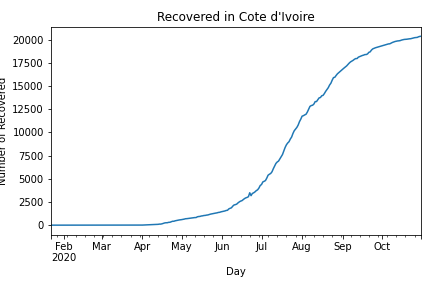 Recovered in Cote d'Ivoire
20000
17500
15000
12500
10000
7500
5000
2500
0
Number of Recovered
Feb Mar Apr May Jun Jul Aug Sep Oct
2020
Day